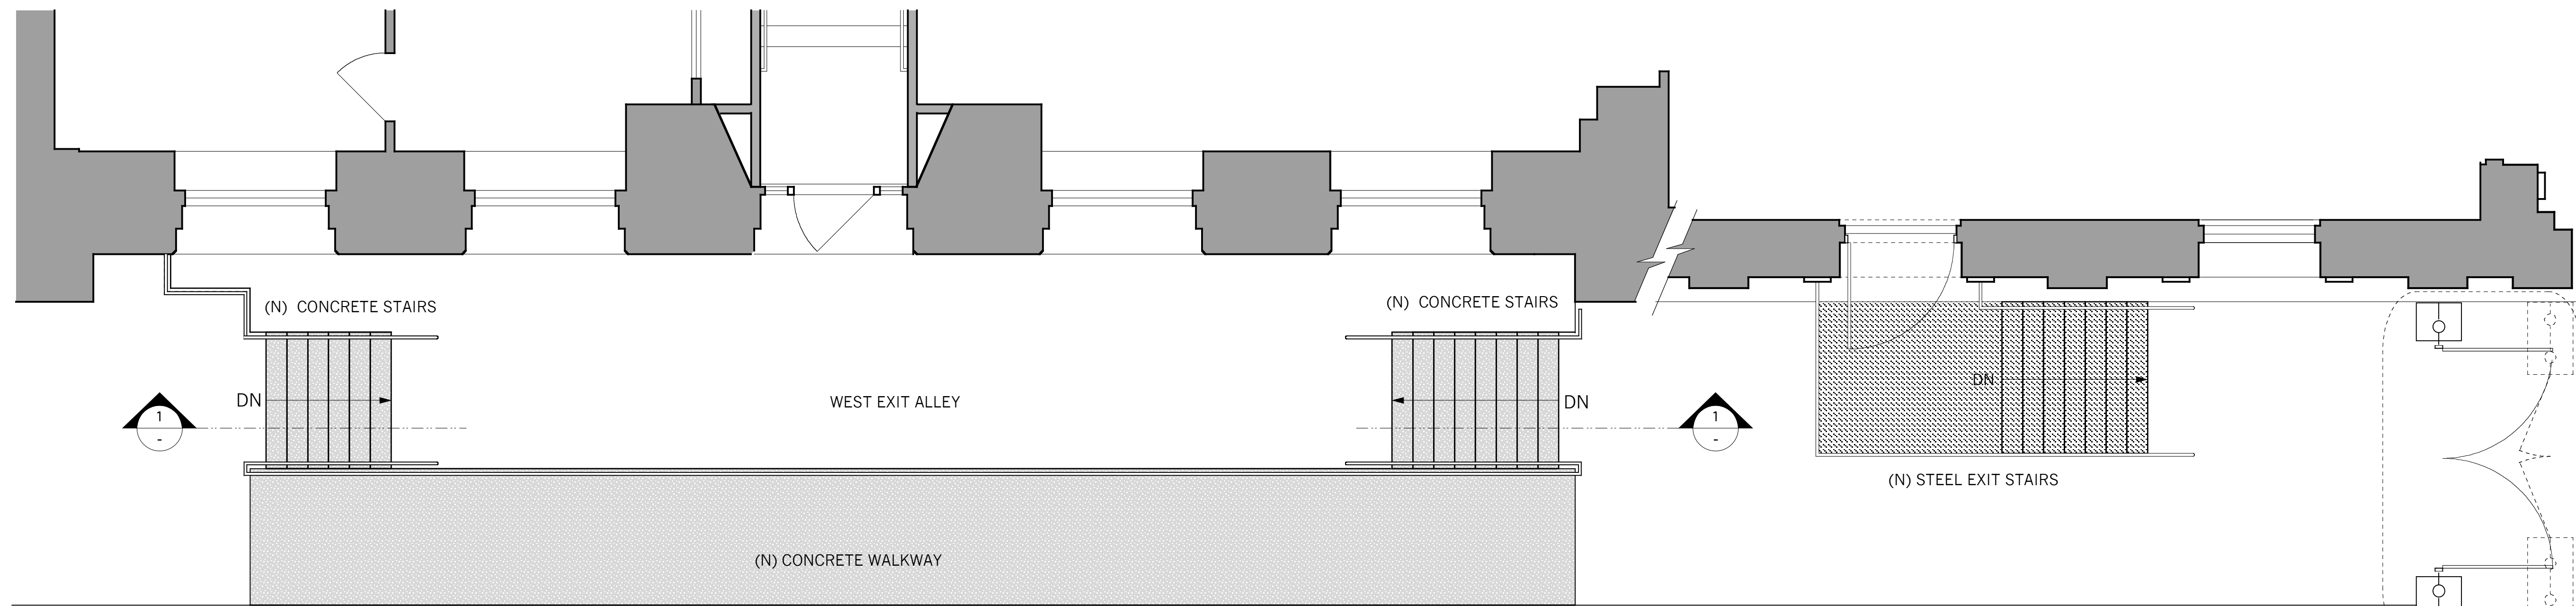 (N) CONCRETE STAIRS
(N) CONCRETE STAIRS
DN
WEST EXIT ALLEY
DN
DN
1
-
1
-
(N) STEEL EXIT STAIRS
(N) CONCRETE WALKWAY